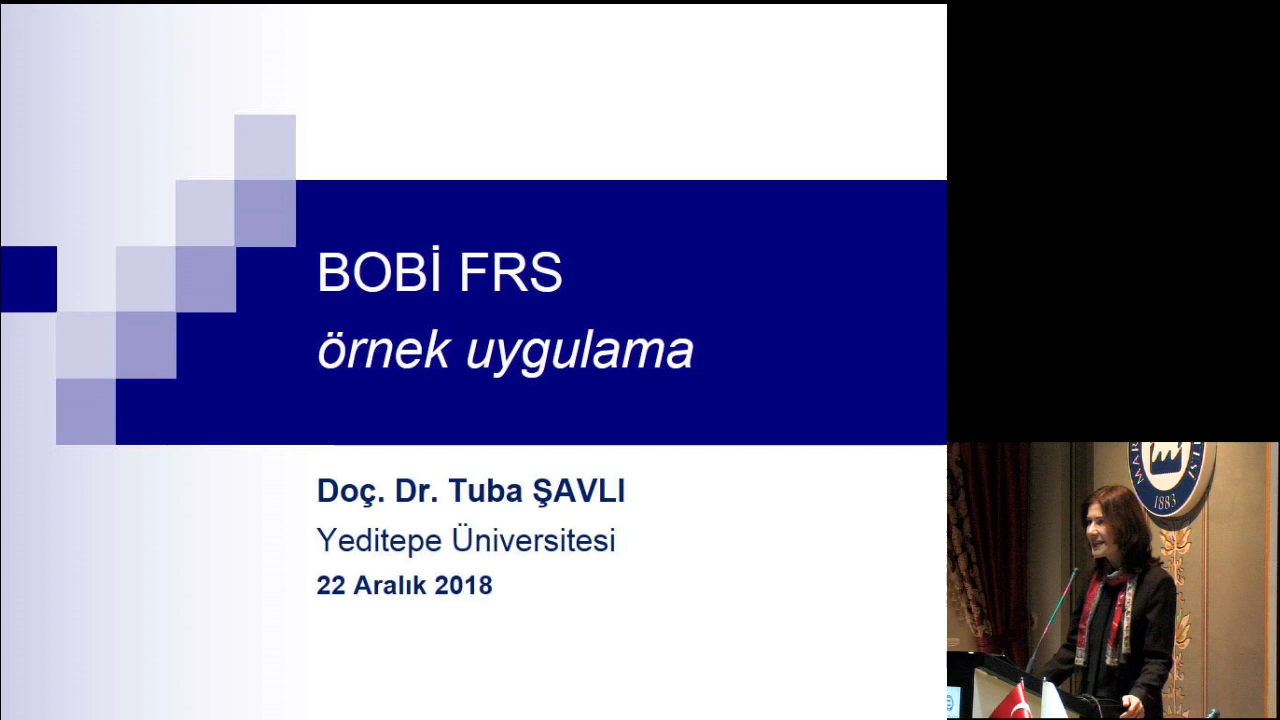 BOBİ FRS
örnek uygulama
Doç. Dr. Tuba ŞAVLI
Yeditepe Üniversitesi
22 Aralık 2018
1883